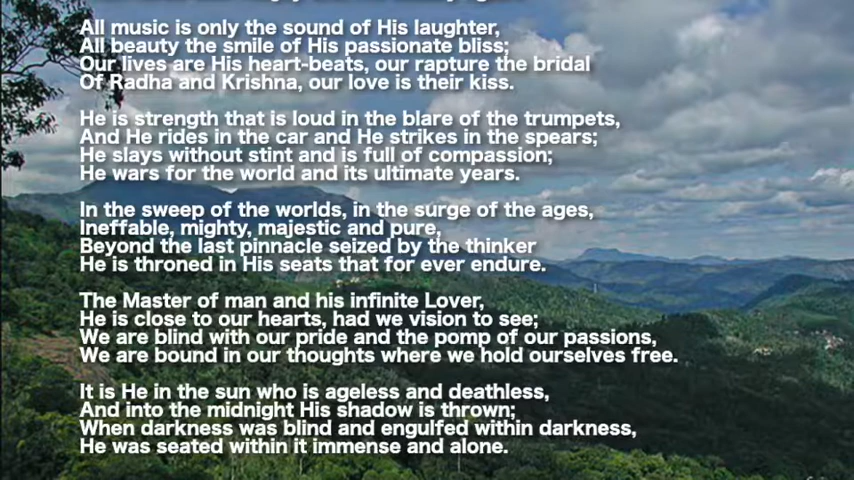 All music is only the sound of His laughter,
All beauty the smile of His passionate bliss;
Our lives are His heart-beats, our rapture the bridal
Of Radha and Krishna, our love is their kiss.
He is strength that is loud in the blare of the trumpets,
And He rides in the car and He strikes in the spears;
He slays without stint and is full of compassion;
He wars for the world and its ultimate years.
In the sweep of the worlds, in the surge of the ages,
Ineffable, mighty, majestic and pure,
Beyond the last pinnacle seized by the thinker
He is throned in His seats that for ever endure.
The Master of man and his infinite Lover,
He is close to our hearts, had we vision to see;
We are blind with our pride and the pomp of our passions,
We are bound in our thoughts where we hold ourselves free.
It is He in the sun who is ageless and deathless,
And into the midnight His shadow is thrown;
When darkness was blind and engulfed within darkness,
He was seated within it immense and alone.